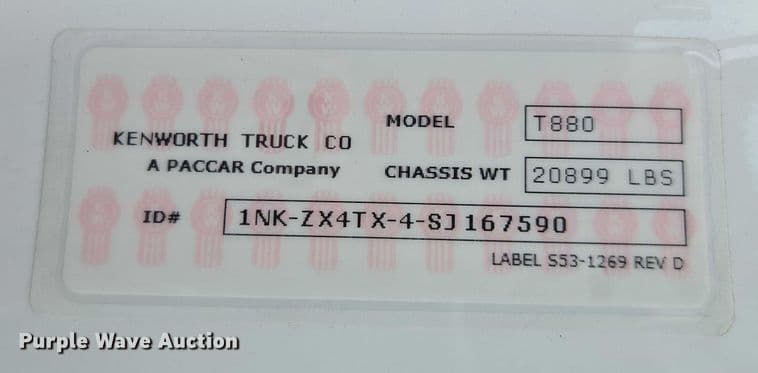 KENWORTH TRUCK CO
A PACCAR Company
MODEL T880
CHASSIS WT 20899 LBS
ID# 1NK-ZX4TX-4-SJ167590
LABEL S53-1269 REV D
Purple Wave Auction